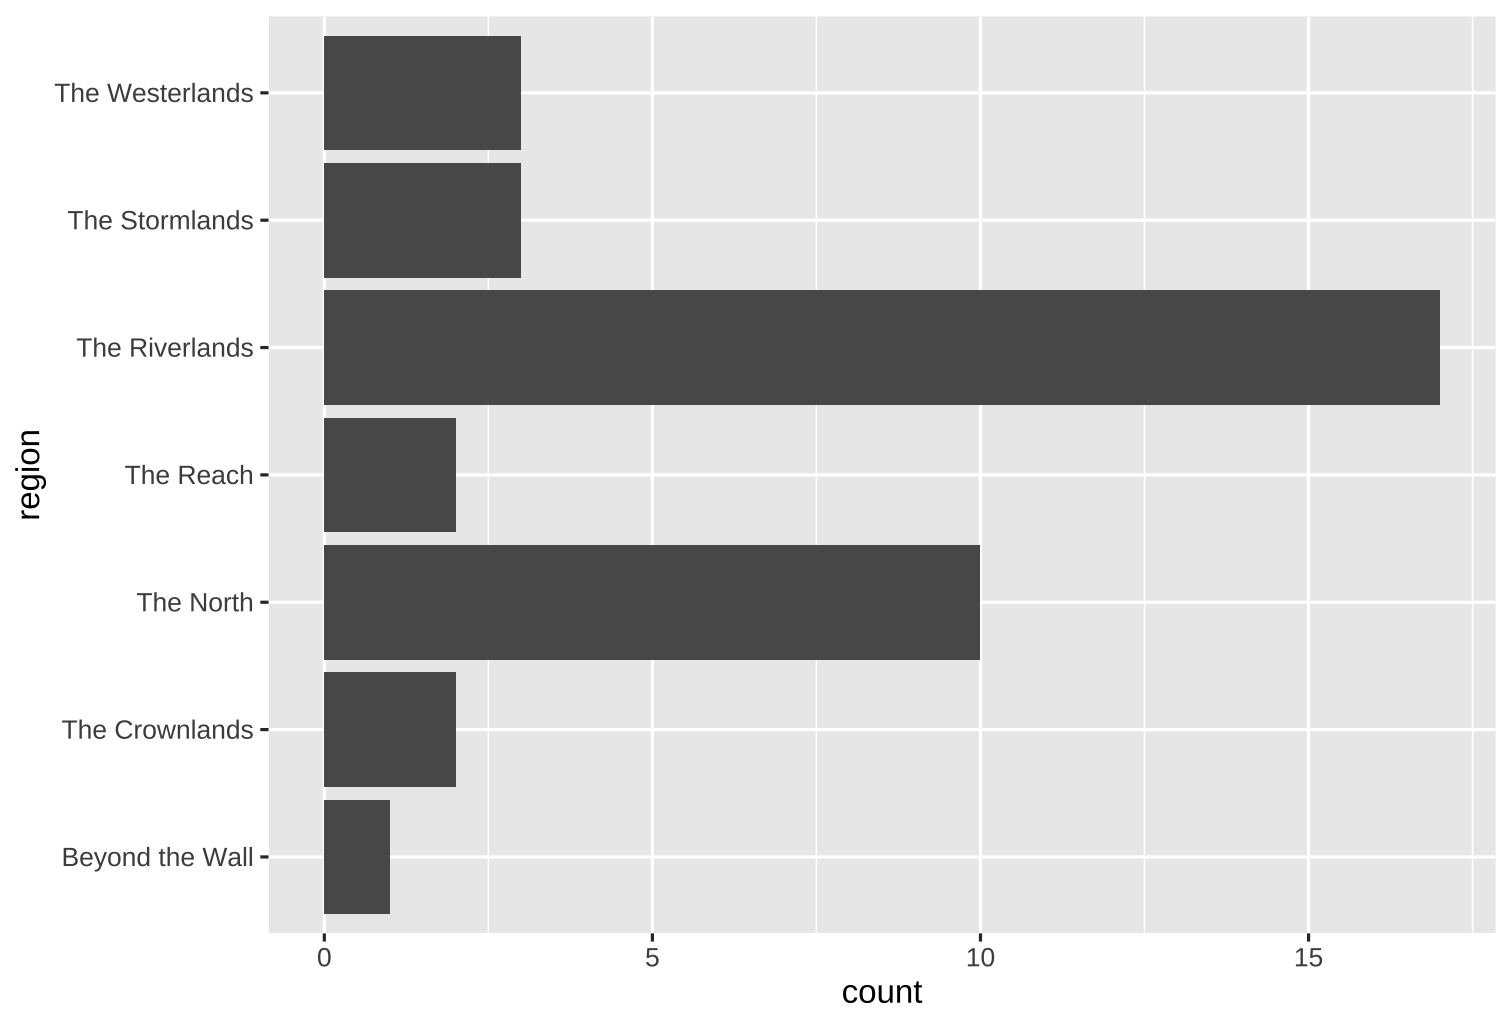 The Westerlands
The Stormlands
The Riverlands
The Reach
The North
The Crownlands
Beyond the Wall
region
0 5 10 15
count